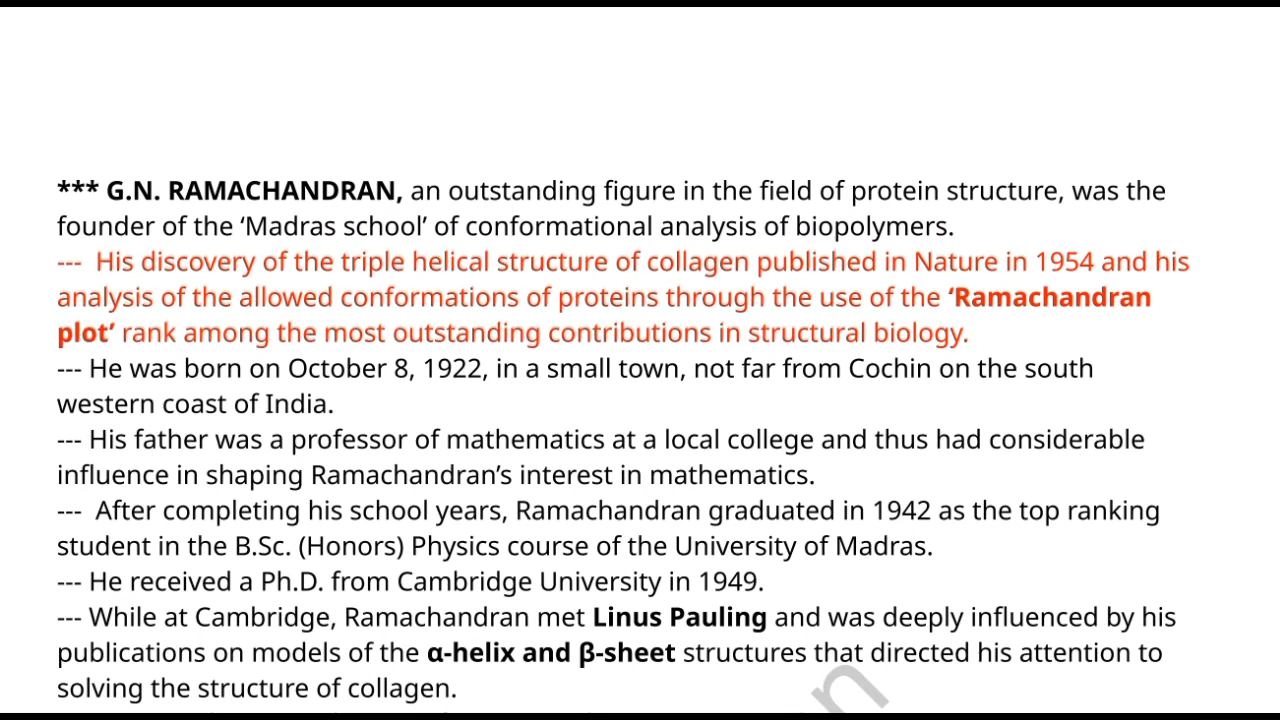 *** G.N. RAMACHANDRAN, an outstanding figure in the field of protein structure, was the
founder of the ‘Madras school’ of conformational analysis of biopolymers.
--- His discovery of the triple helical structure of collagen published in Nature in 1954 and his
analysis of the allowed conformations of proteins through the use of the ‘Ramachandran
plot’ rank among the most outstanding contributions in structural biology.
--- He was born on October 8, 1922, in a small town, not far from Cochin on the south
western coast of India.
--- His father was a professor of mathematics at a local college and thus had considerable
influence in shaping Ramachandran’s interest in mathematics.
--- After completing his school years, Ramachandran graduated in 1942 as the top ranking
student in the B.Sc. (Honors) Physics course of the University of Madras.
--- He received a Ph.D. from Cambridge University in 1949.
--- While at Cambridge, Ramachandran met Linus Pauling and was deeply influenced by his
publications on models of the α-helix and β-sheet structures that directed his attention to
solving the structure of collagen.